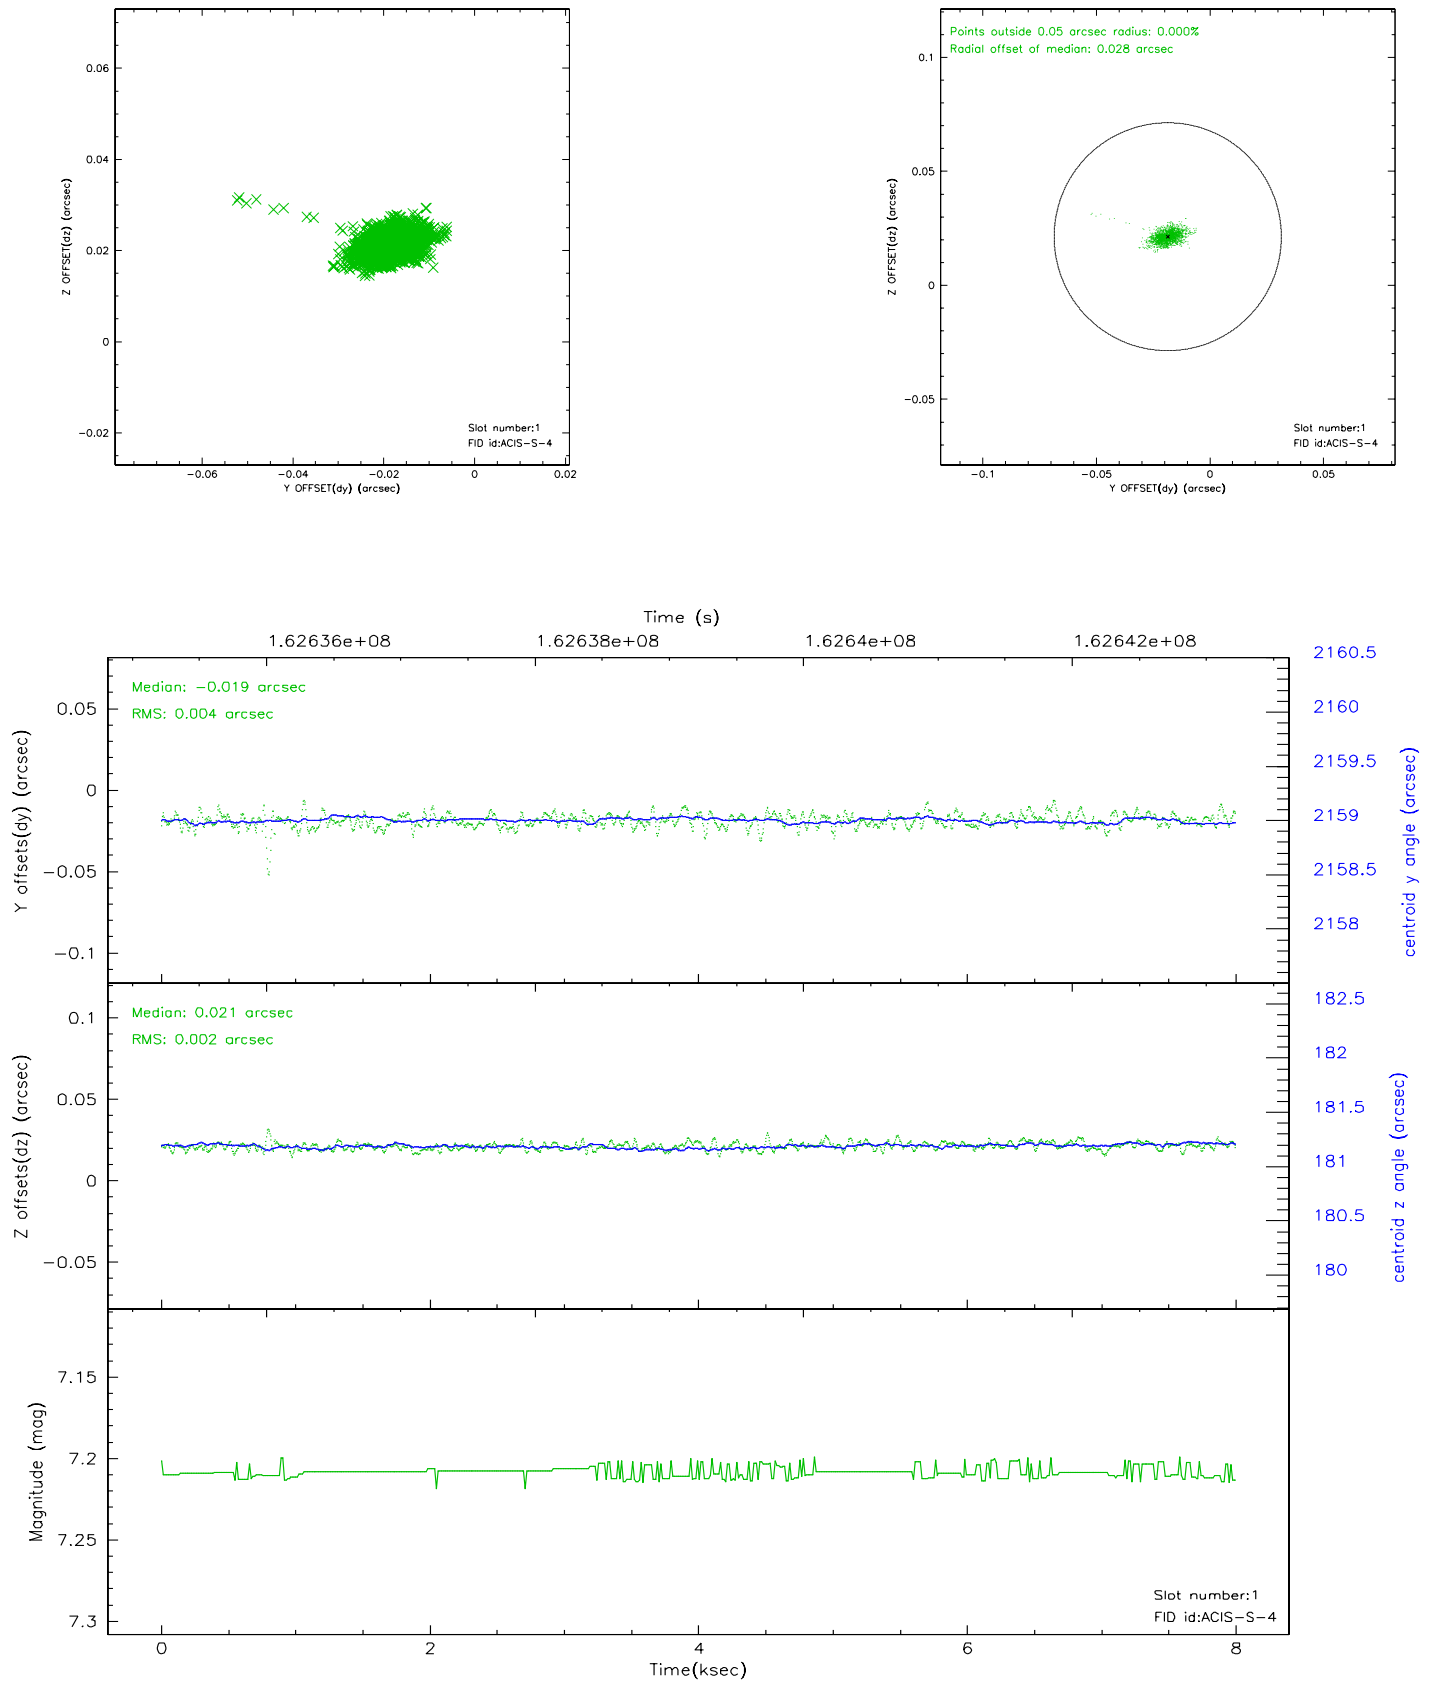 0.06
0.04
0.02
0
-0.02
Z OFFSET(dz) (arcsec)
Slot number:1
FID id:ACIS-S-4
-0.06
-0.04
-0.02
0
0.02
Y OFFSET(dy) (arcsec)
Points outside 0.05 arcsec radius: 0.000%
Radial offset of median: 0.028 arcsec
0.1
0.05
0
-0.05
Z OFFSET(dz) (arcsec)
Slot number:1
FID id:ACIS-S-4
-0.1
-0.05
0
0.05
Y OFFSET(dy) (arcsec)
Time (s)
1.62636e+08
1.62638e+08
1.6264e+08
1.62642e+08
Median: -0.019 arcsec
RMS: 0.004 arcsec
0.05
0
-0.05
-0.1
Y offsets(dy) (arcsec)
2160.5
2160
2159.5
2159
2158.5
2158
centroid y angle (arcsec)
Median: 0.021 arcsec
RMS: 0.002 arcsec
0.1
0.05
0
-0.05
Z offsets(dz) (arcsec)
182.5
182
181.5
181
180.5
180
centroid z angle (arcsec)
7.15
7.2
7.25
7.3
Magnitude (mag)
Slot number:1
FID id:ACIS-S-4
0
2
4
6
8
Time(ksec)